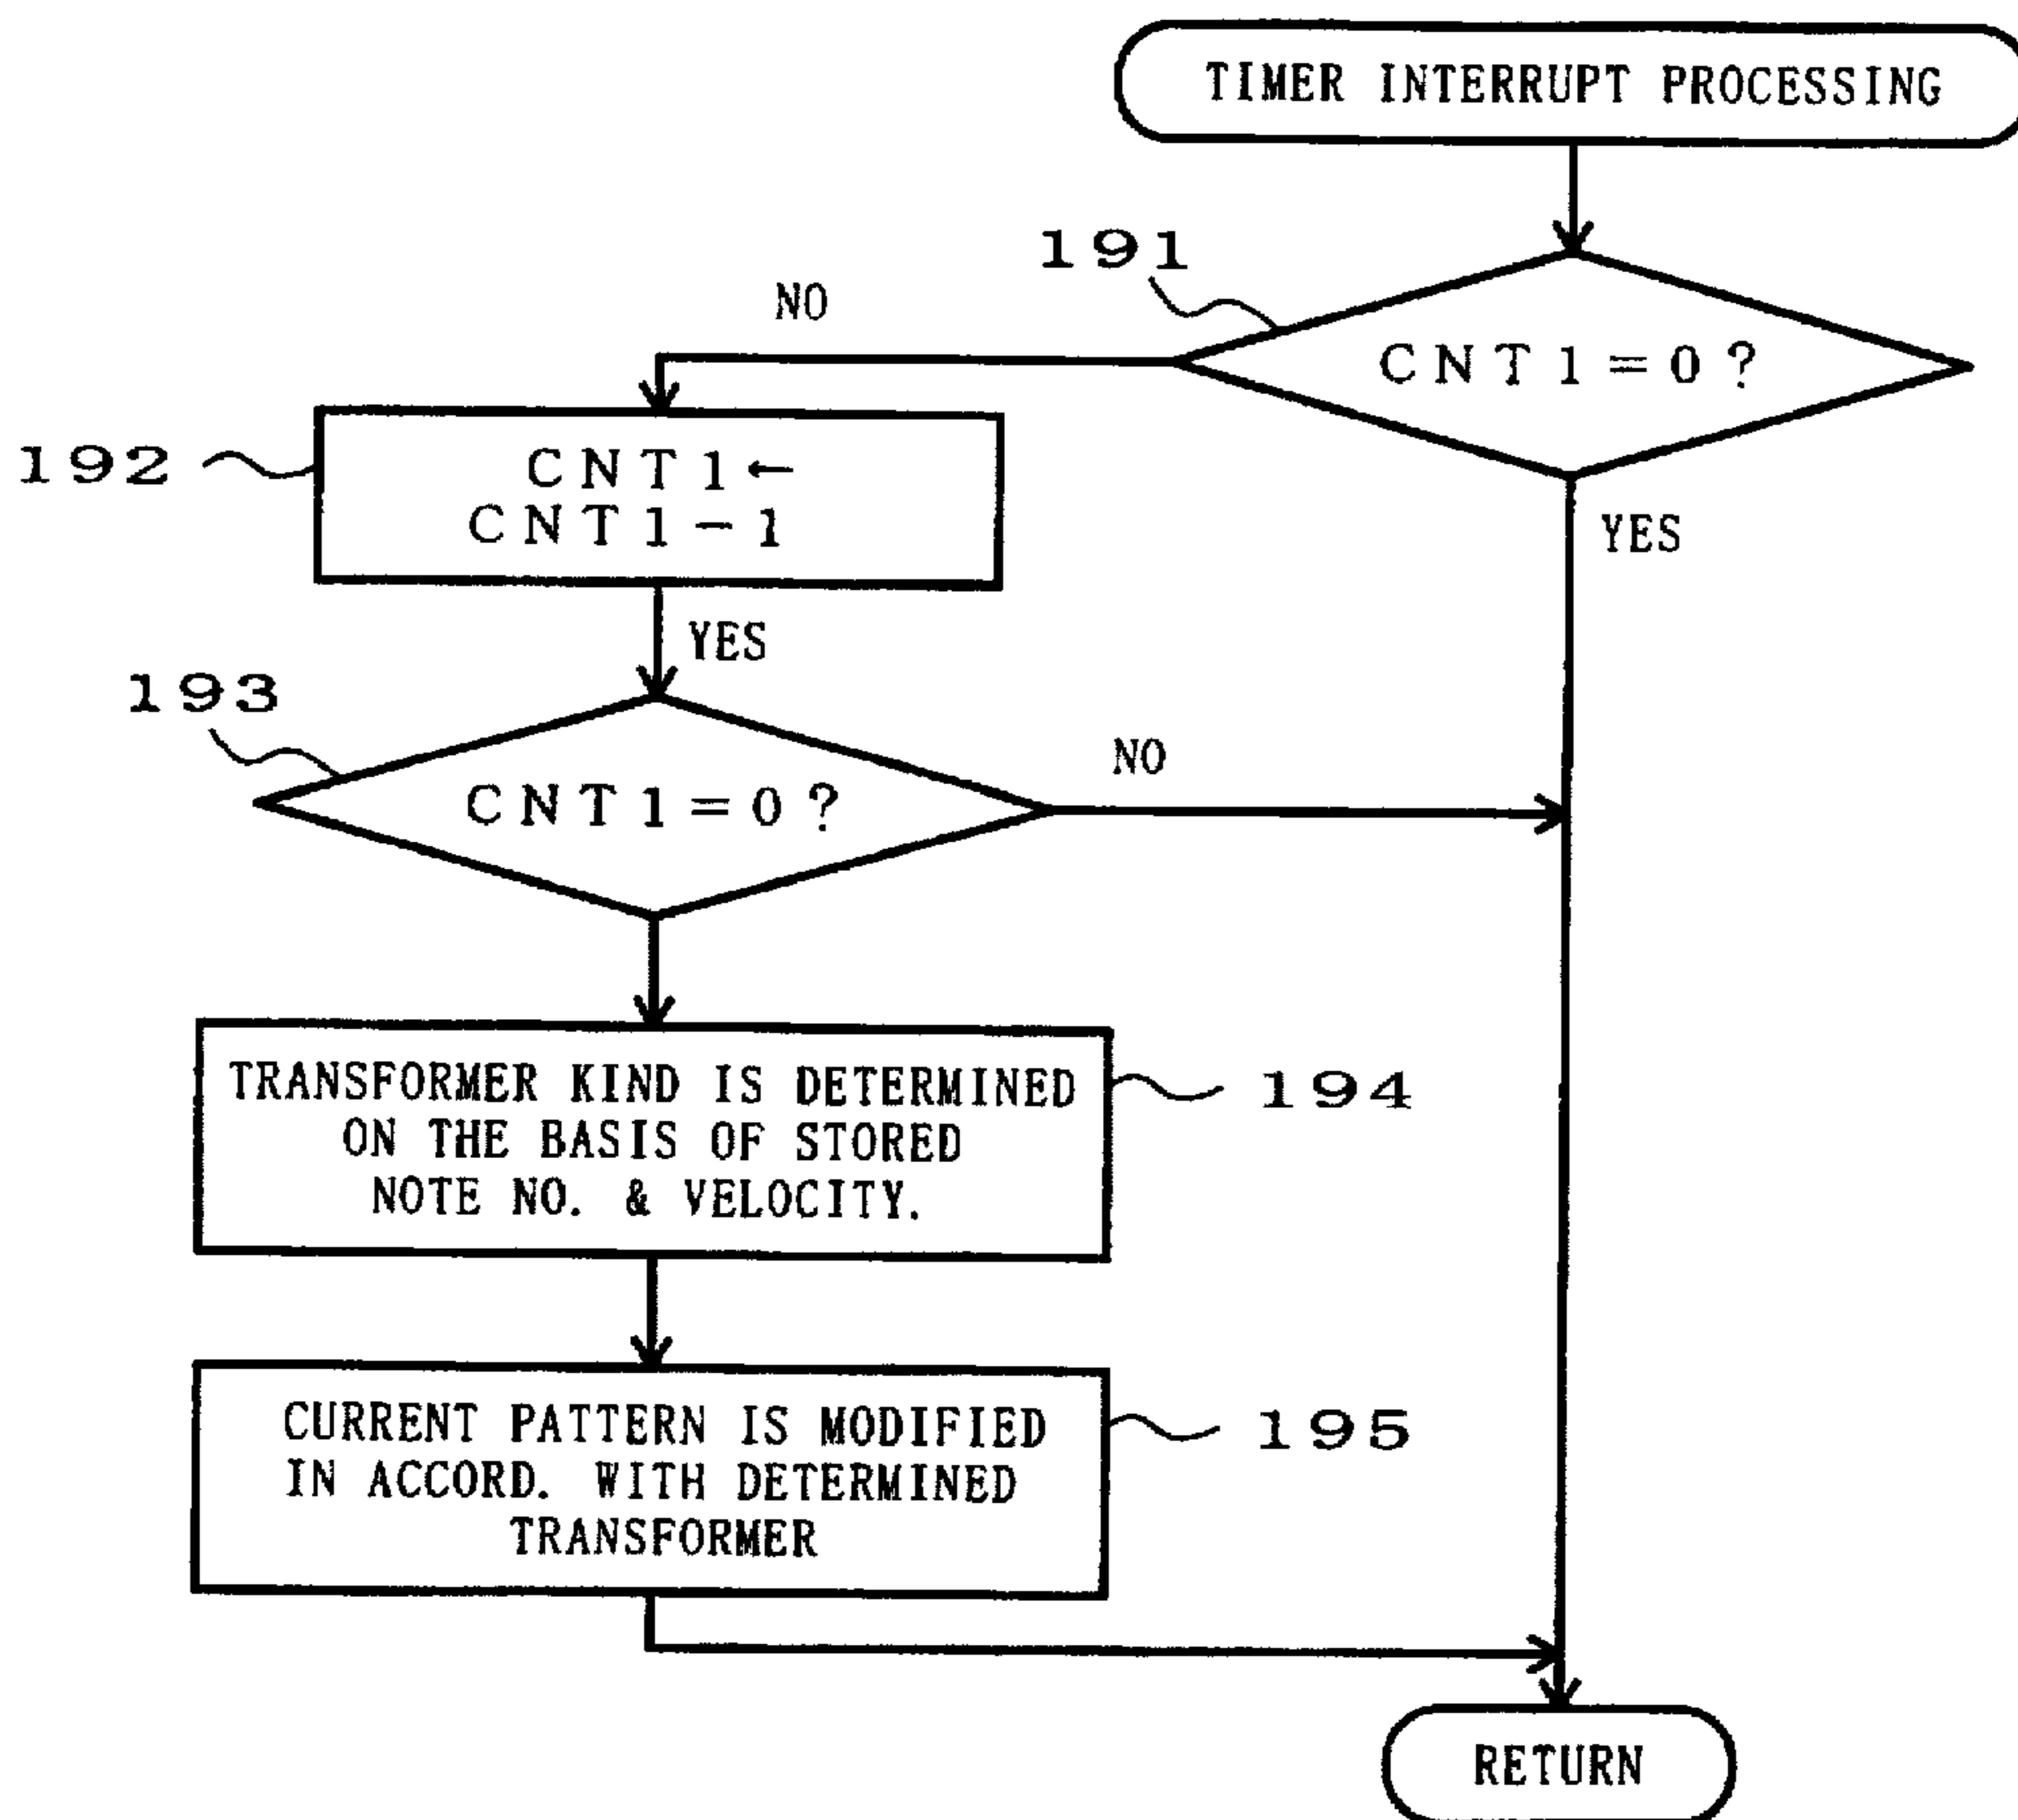 TIMER INTERRUPT PROCESSING
191
NO
CNT1=0?
192
CNT1←
CNT1-1
YES
YES
193
NO
CNT1=0?
TRANSFORMER KIND IS DETERMINED
ON THE BASIS OF STORED
NOTE NO. & VELOCITY.
194
CURRENT PATTERN IS MODIFIED
IN ACCORD. WITH DETERMINED
TRANSFORMER
195
RETURN